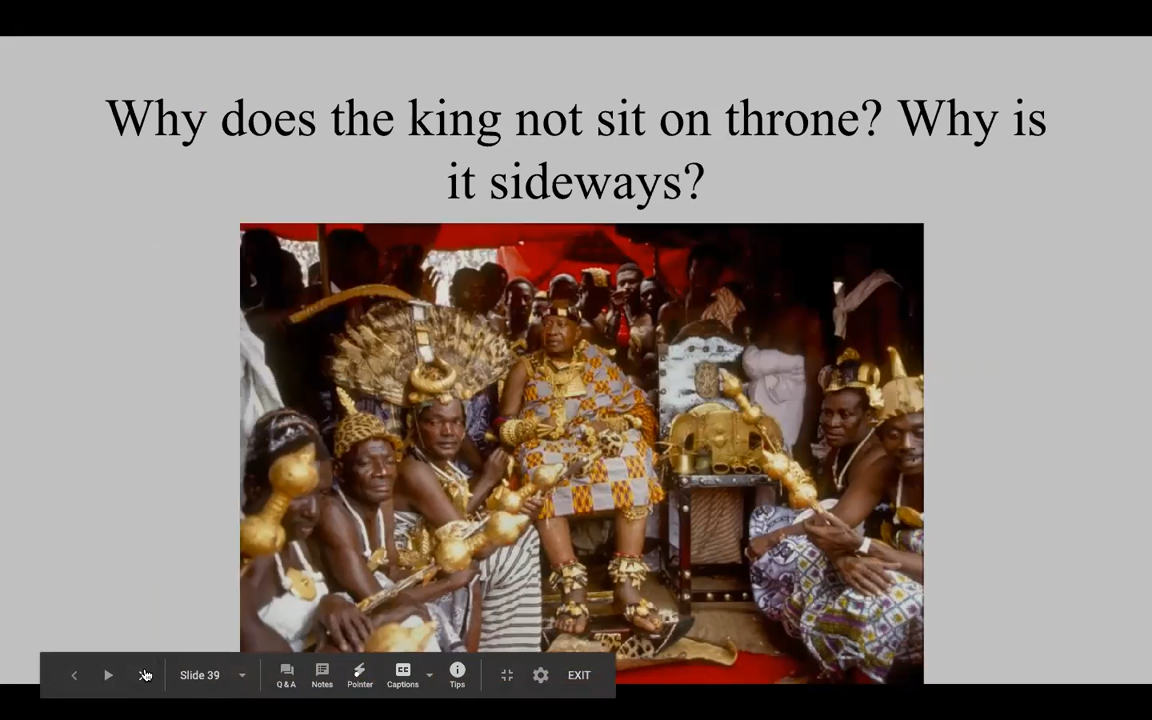 Why does the king not sit on throne? Why is
it sideways?
Slide 39
Q & A
Notes
Pointer
Captions
Tips
EXIT
CC